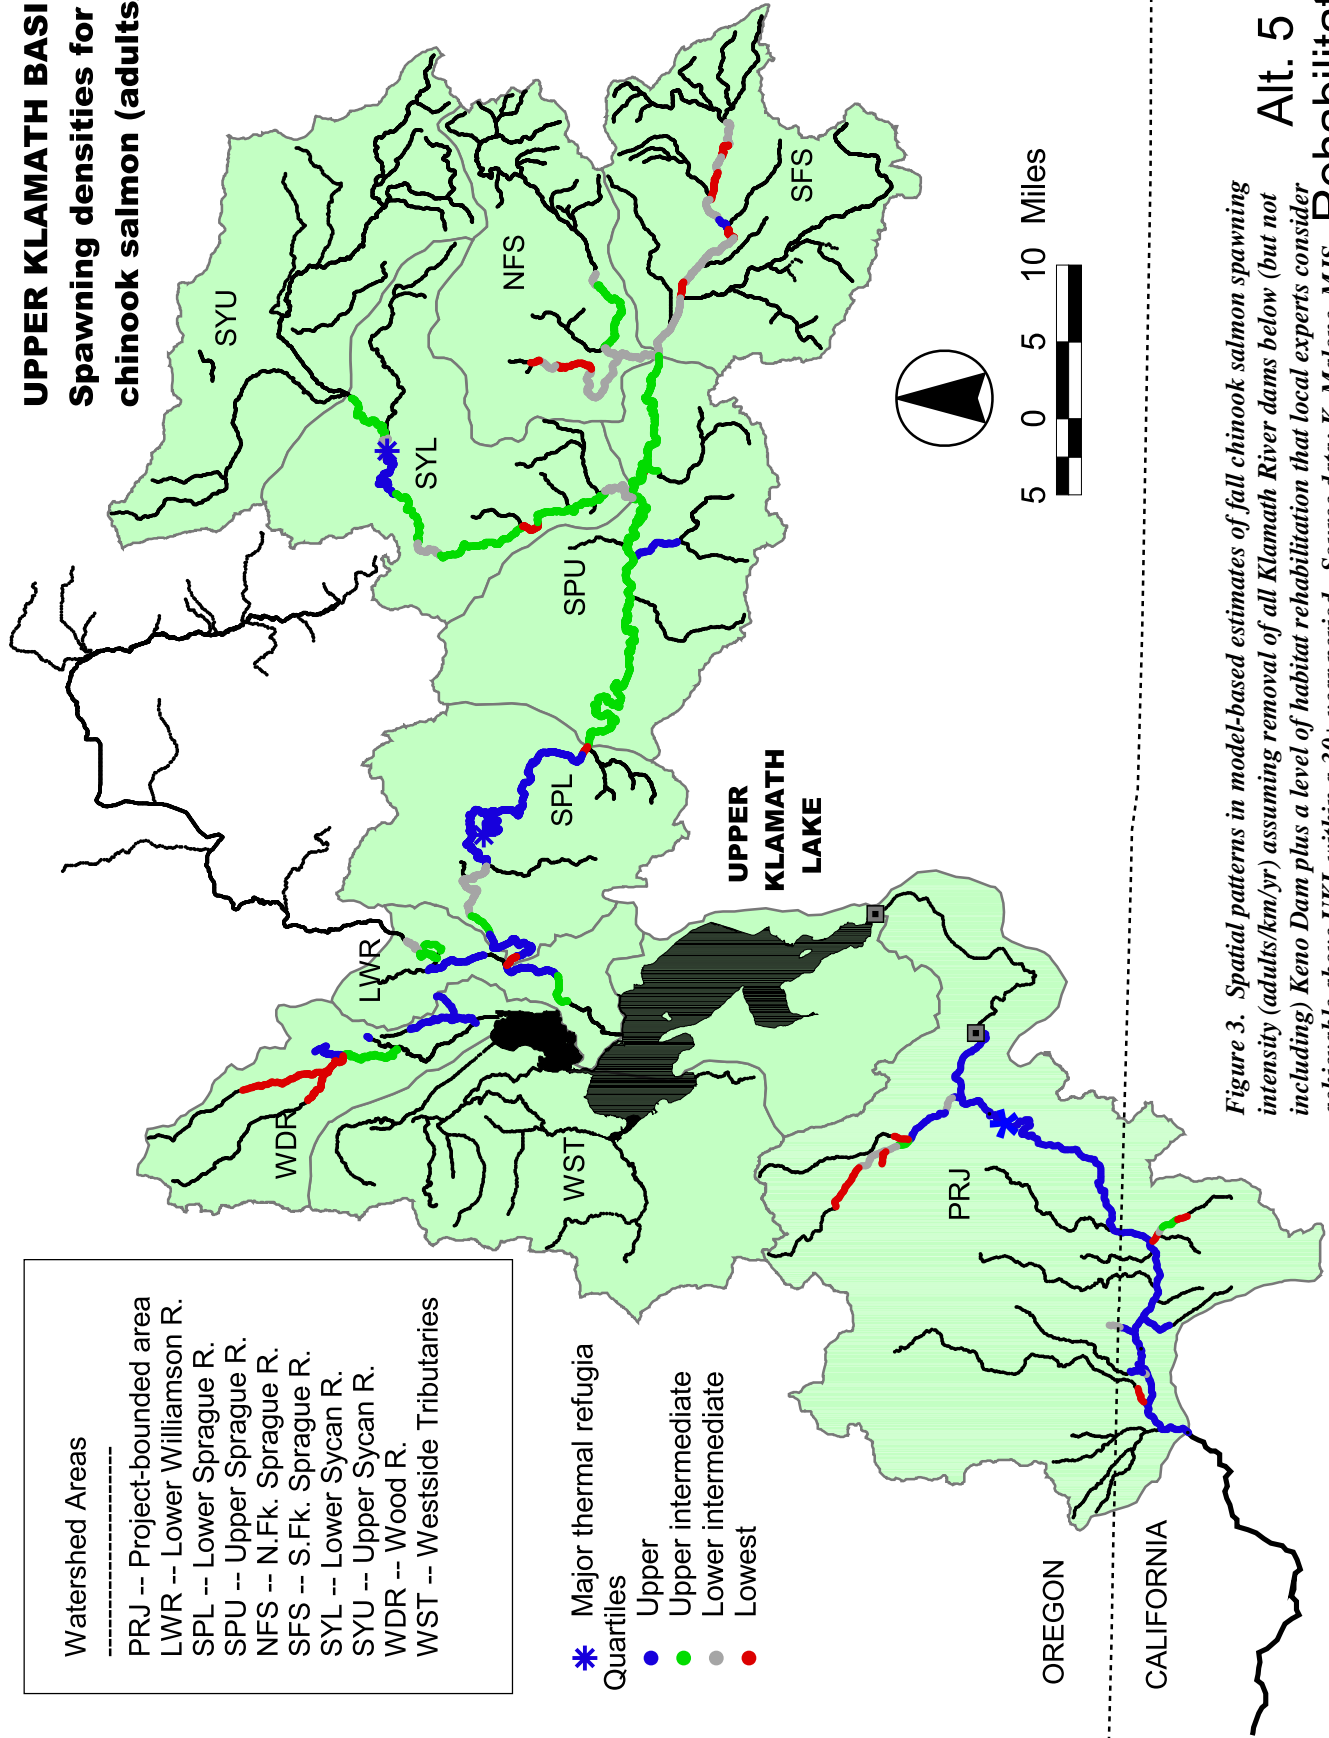 UPPER KLAMATH BASI
Spawning densities for
chinook salmon (adults
Watershed Areas
--------------------------
PRJ -- Project-bounded area
LWR -- Lower Williamson R.
SPL -- Lower Sprague R.
SPU -- Upper Sprague R.
NFS -- N.Fk. Sprague R.
SFS -- S.Fk. Sprague R.
SYL -- Lower Sycan R.
SYU -- Upper Sycan R.
WDR -- Wood R.
WST -- Westside Tributaries
Major thermal refugia
Quartiles
Upper
Upper intermediate
Lower intermediate
Lowest
SYU
NFS
SFS
SYL
SPU
SPL
LWR
WDR
WST
PRJ
UPPER
KLAMATH
LAKE
OREGON
CALIFORNIA
5 0 5 10 Miles
Alt. 5
Figure 3. Spatial patterns in model-based estimates of fall chinook salmon spawning
intensity (adults/km/yr) assuming removal of all Klamath River dams below (but not
including) Keno Dam plus a level of habitat rehabilitation that local experts consider